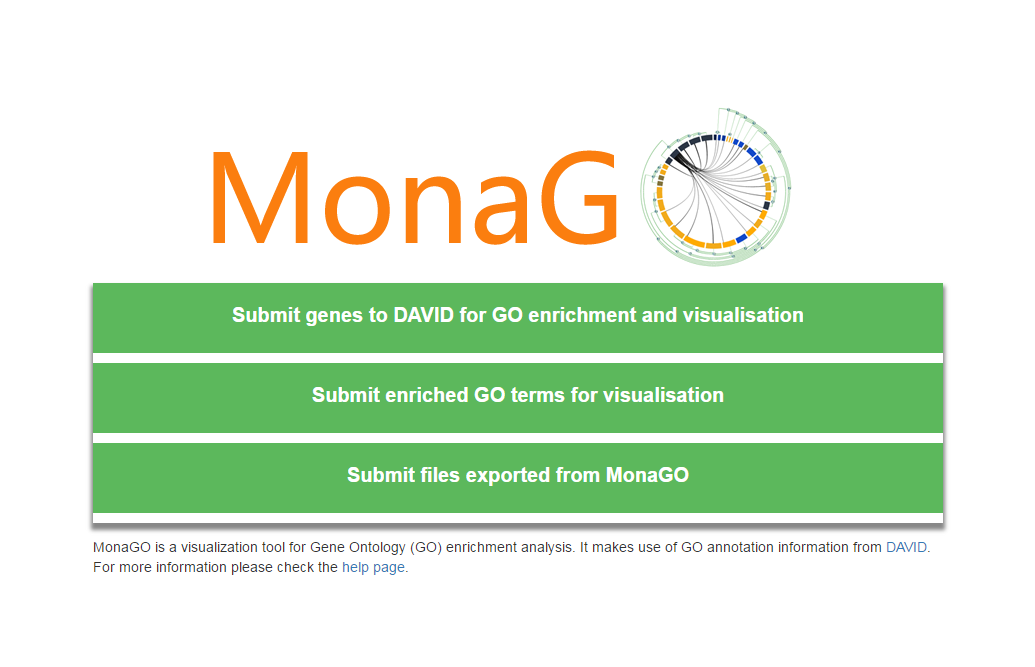 MonaG
Submit genes to DAVID for GO enrichment and visualisation
Submit enriched GO terms for visualisation
Submit files exported from MonaGO
MonaGO is a visualization tool for Gene Ontology (GO) enrichment analysis. It makes use of GO annotation information from DAVID.
For more information please check the help page.